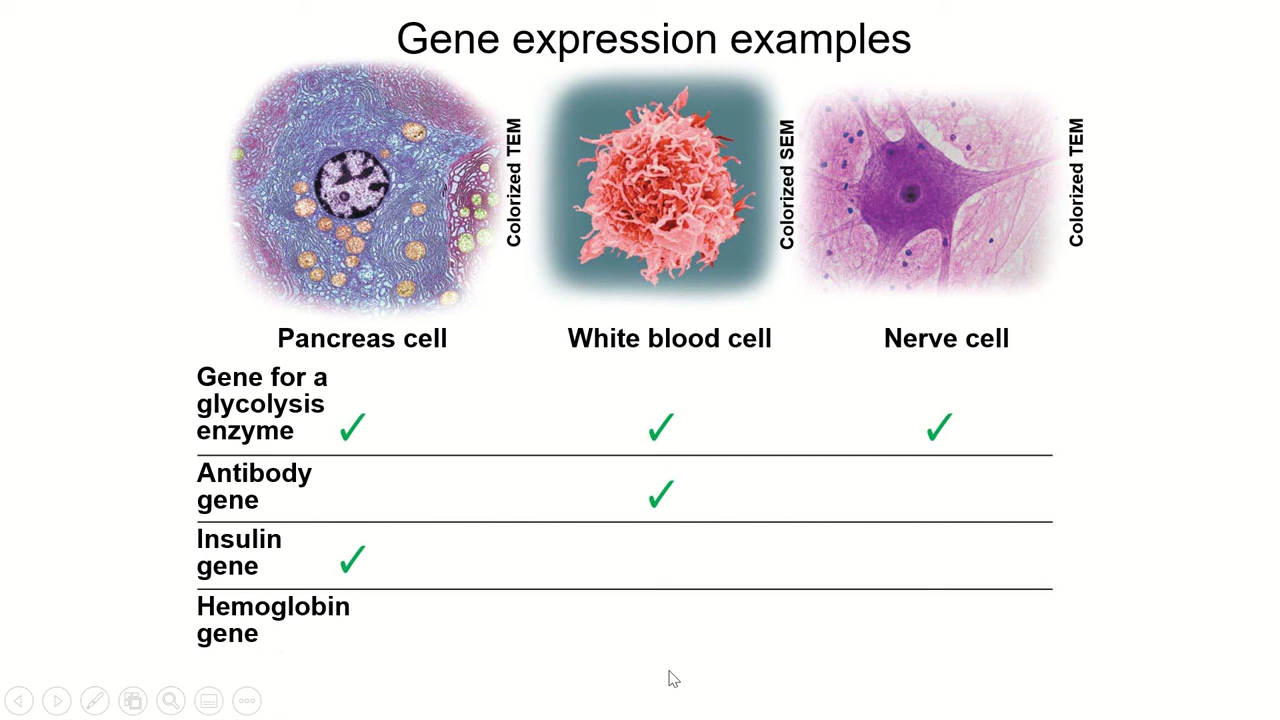 Gene expression examples
Colorized TEM
Colorized SEM
Colorized TEM
Pancreas cell
White blood cell
Nerve cell
Gene for a
glycolysis
enzyme ✓ ✓ ✓
Antibody
gene ✓
Insulin
gene ✓
Hemoglobin
gene